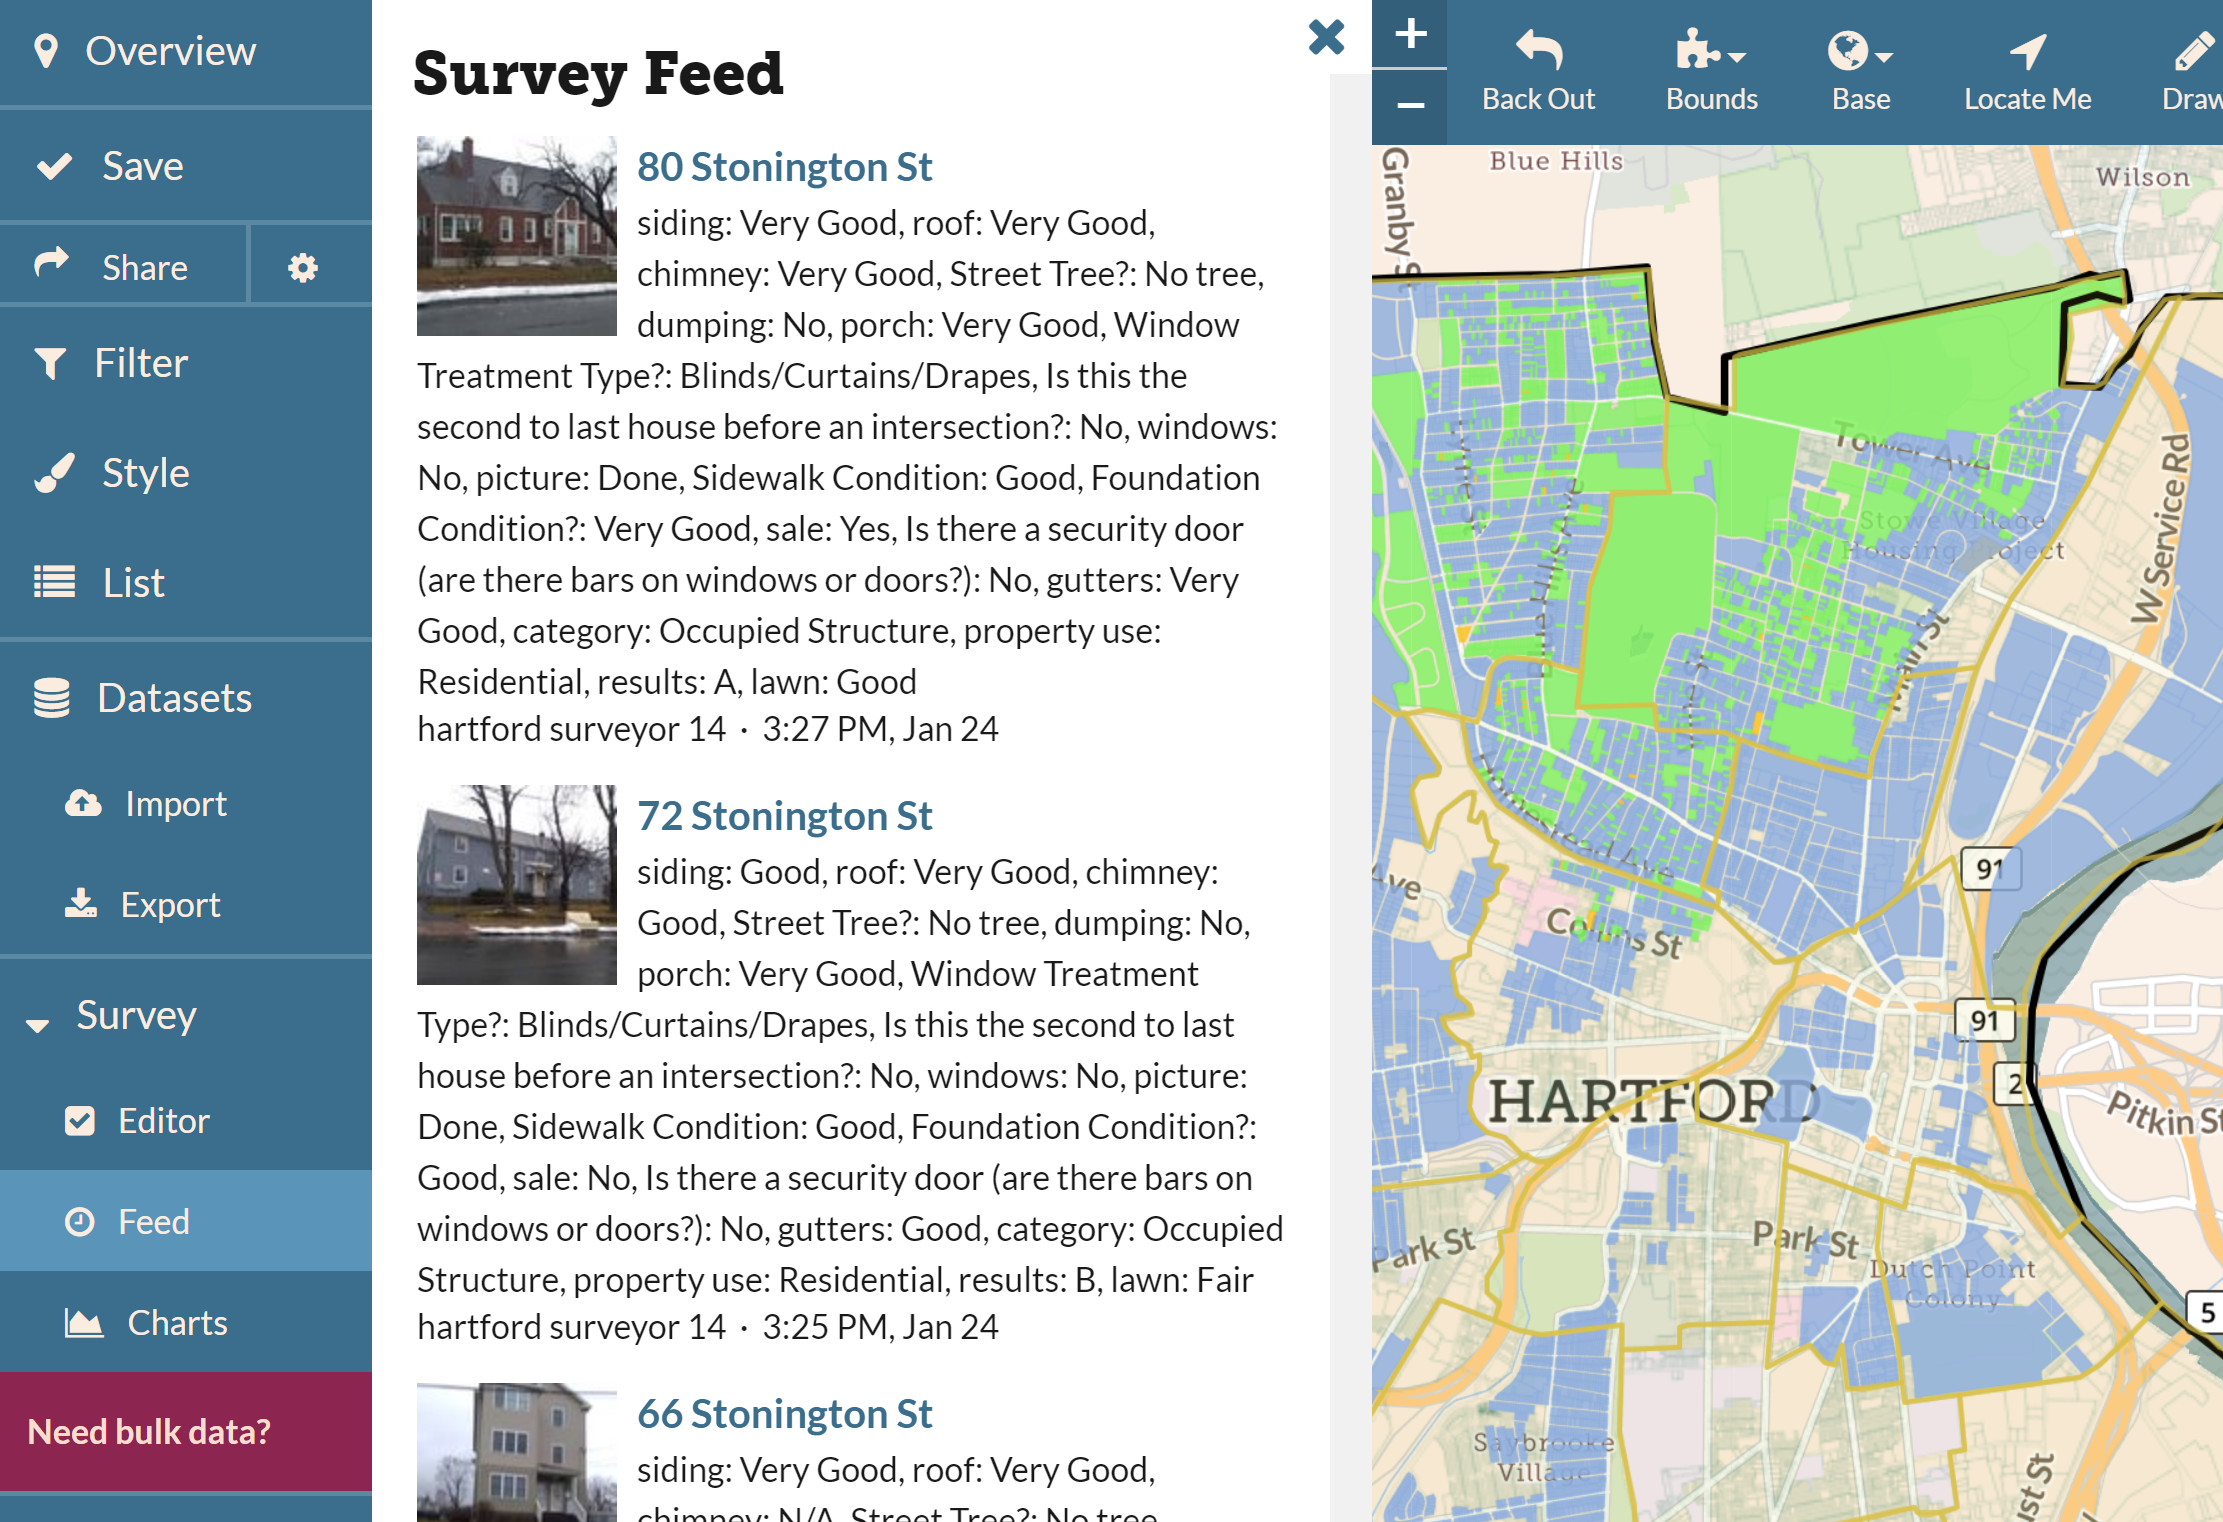 Overview
Save
Share
Filter
Style
List
Datasets
Import
Export
Survey
Editor
Feed
Charts
Need bulk data?
Survey Feed
80 Stonington St
siding: Very Good, roof: Very Good,
chimney: Very Good, Street Tree?: No tree,
dumping: No, porch: Very Good, Window
Treatment Type?: Blinds/Curtains/Drapes, Is this the
second to last house before an intersection?: No, windows:
No, picture: Done, Sidewalk Condition: Good, Foundation
Condition?: Very Good, sale: Yes, Is there a security door
(are there bars on windows or doors?): No, gutters: Very
Good, category: Occupied Structure, property use:
Residential, results: A, lawn: Good
hartford surveyor 14 · 3:27 PM, Jan 24
72 Stonington St
siding: Good, roof: Very Good, chimney:
Good, Street Tree?: No tree, dumping: No,
porch: Very Good, Window Treatment
Type?: Blinds/Curtains/Drapes, Is this the second to last
house before an intersection?: No, windows: No, picture:
Done, Sidewalk Condition: Good, Foundation Condition?:
Good, sale: No, Is there a security door (are there bars on
windows or doors?): No, gutters: Good, category: Occupied
Structure, property use: Residential, results: B, lawn: Fair
hartford surveyor 14 · 3:25 PM, Jan 24
66 Stonington St
siding: Very Good, roof: Very Good,
chimney: N/A, Street Tree?: No tree,
+
−
Back Out
Bounds
Base
Locate Me
Draw
Granby St
Blue Hills
Wilson
Tower Ave
Stowe Village
Housing Project
W Service Rd
Blue Hills Ave
Main St
Homestead Ave
Ave
91
Collins St
91
2
HARTFORD
Pitkin St
Park St
Park St
Dutch Point
Colony
5
Saybrooke
Village
ust St